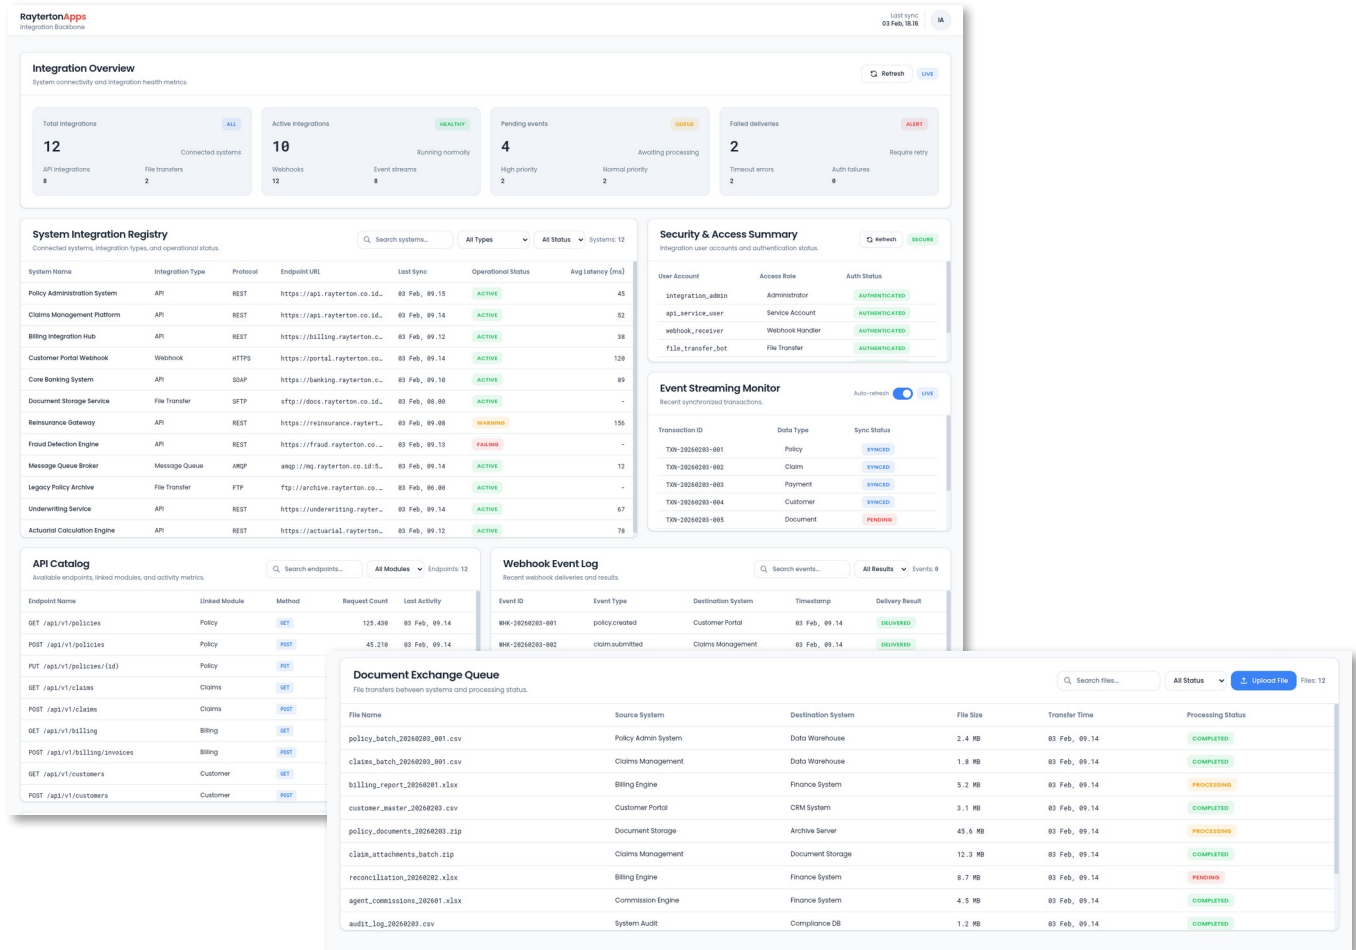 RaytertonApps
Integration Backbone
Last sync
03 Feb, 18.16
IA
Integration Overview
System connectivity and integration health metrics.
Refresh
LIVE
Total Integrations ALL
12 Connected systems
API Integrations File transfers
8 2
Active Integrations HEALTHY
10 Running normally
Webhooks Event streams
12 8
Pending events QUEUE
4 Awaiting processing
High priority Normal priority
2 2
Failed deliveries ALERT
2 Require retry
Timeout errors Auth failures
2 0
System Integration Registry
Connected systems, integration types, and operational status.
Search systems... All Types All Status Systems: 12
System Name Integration Type Protocol Endpoint URL Last Sync Operational Status Avg Latency (ms)
Policy Administration System API REST https://api.rayterton.co.id… 03 Feb, 09.15 ACTIVE 45
Claims Management Platform API REST https://api.rayterton.co.id… 03 Feb, 09.14 ACTIVE 52
Billing Integration Hub API REST https://billing.rayterton.c… 03 Feb, 09.12 ACTIVE 38
Customer Portal Webhook Webhook HTTPS https://portal.rayterton.co… 03 Feb, 09.14 ACTIVE 120
Core Banking System API SOAP https://banking.rayterton.c… 03 Feb, 09.10 ACTIVE 89
Document Storage Service File Transfer SFTP sftp://docs.rayterton.co.id… 03 Feb, 08.00 ACTIVE -
Reinsurance Gateway API REST https://reinsurance.raytert… 03 Feb, 09.08 WARNING 156
Fraud Detection Engine API REST https://fraud.rayterton.co.… 03 Feb, 09.13 FAILING -
Message Queue Broker Message Queue AMQP amqp://mq.rayterton.co.id:5… 03 Feb, 09.14 ACTIVE 12
Legacy Policy Archive File Transfer FTP ftp://archive.rayterton.co.… 03 Feb, 06.00 ACTIVE -
Underwriting Service API REST https://underwriting.rayter… 03 Feb, 09.14 ACTIVE 67
Actuarial Calculation Engine API REST https://actuarial.rayterton… 03 Feb, 09.12 ACTIVE 78
Security & Access Summary
Integration user accounts and authentication status.
Refresh
SECURE
User Account Access Role Auth Status
integration_admin Administrator AUTHENTICATED
api_service_user Service Account AUTHENTICATED
webhook_receiver Webhook Handler AUTHENTICATED
file_transfer_bot File Transfer AUTHENTICATED
Event Streaming Monitor
Recent synchronized transactions.
Auto-refresh LIVE
Transaction ID Data Type Sync Status
TXN-20260203-001 Policy SYNCED
TXN-20260203-002 Claim SYNCED
TXN-20260203-003 Payment SYNCED
TXN-20260203-004 Customer SYNCED
TXN-20260203-005 Document PENDING
API Catalog
Available endpoints, linked modules, and activity metrics.
Search endpoints... All Modules Endpoints: 12
Endpoint Name Linked Module Method Request Count Last Activity
GET /api/v1/policies Policy GET 125.430 03 Feb, 09.14
POST /api/v1/policies Policy POST 45.210 03 Feb, 09.14
PUT /api/v1/policies/{id} Policy PUT
GET /api/v1/claims Claims GET
POST /api/v1/claims Claims POST
GET /api/v1/billing Billing GET
POST /api/v1/billing/invoices Billing POST
GET /api/v1/customers Customer GET
POST /api/v1/customers Customer POST
Webhook Event Log
Recent webhook deliveries and results.
Search events... All Results Events: 0
Event ID Event Type Destination System Timestamp Delivery Result
WHK-20260203-001 policy.created Customer Portal 03 Feb, 09.14 DELIVERED
WHK-20260203-002 claim.submitted Claims Management 03 Feb, 09.14 DELIVERED
Document Exchange Queue
File transfers between systems and processing status.
Search files... All Status Upload File Files: 12
File Name Source System Destination System File Size Transfer Time Processing Status
policy_batch_20260203_001.csv Policy Admin System Data Warehouse 2.4 MB 03 Feb, 09.14 COMPLETED
claims_batch_20260203_001.csv Claims Management Data Warehouse 1.8 MB 03 Feb, 09.14 COMPLETED
billing_report_20260201.xlsx Billing Engine Finance System 5.2 MB 03 Feb, 09.14 PROCESSING
customer_master_20260203.csv Customer Portal CRM System 3.1 MB 03 Feb, 09.14 COMPLETED
policy_documents_20260203.zip Document Storage Archive Server 45.6 MB 03 Feb, 09.14 PROCESSING
claim_attachments_batch.zip Claims Management Document Storage 12.3 MB 03 Feb, 09.14 COMPLETED
reconciliation_20260202.xlsx Billing Engine Finance System 8.7 MB 03 Feb, 09.14 PENDING
agent_commissions_202601.xlsx Commission Engine Finance System 4.5 MB 03 Feb, 09.14 COMPLETED
audit_log_20260203.csv System Audit Compliance DB 1.2 MB 03 Feb, 09.14 COMPLETED